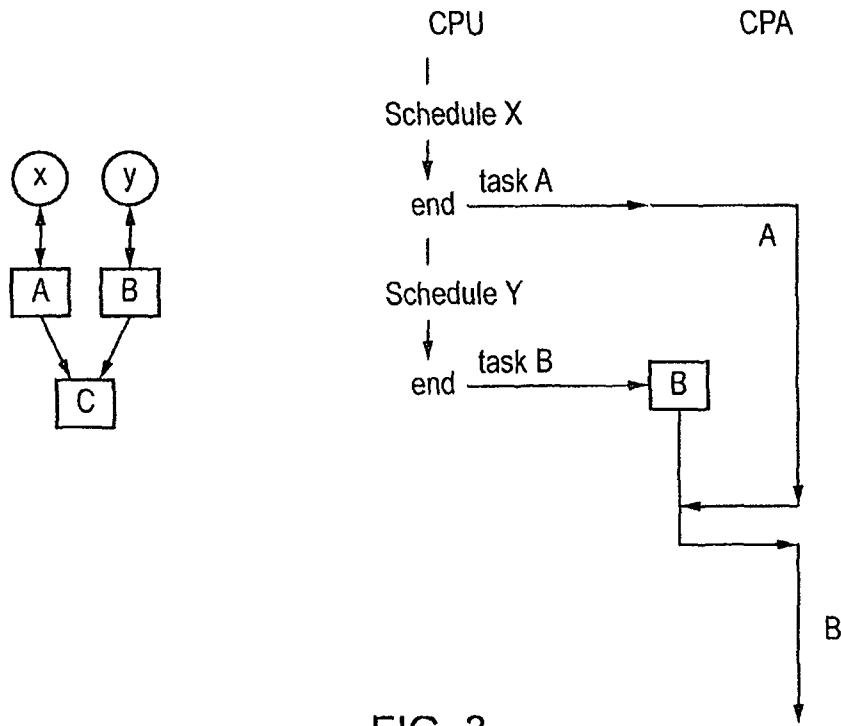 CPU
CPA
Schedule X
x
y
end
task A
A
A
B
Schedule Y
end
task B
B
C
B
FIG. 3